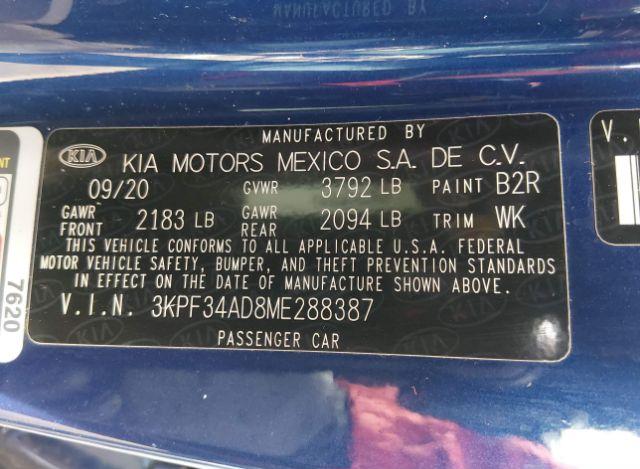 MANUFACTURED BY
KIA KIA MOTORS MEXICO S.A. DE C.V.
09/20 GVWR 3792 LB PAINT B2R
GAWR FRONT 2183 LB GAWR REAR 2094 LB TRIM WK
THIS VEHICLE CONFORMS TO ALL APPLICABLE U.S.A. FEDERAL
MOTOR VEHICLE SAFETY, BUMPER, AND THEFT PREVENTION STANDARDS
IN EFFECT ON THE DATE OF MANUFACTURE SHOWN ABOVE.
V.I.N. 3KPF34AD8ME288387
PASSENGER CAR
7620
V.